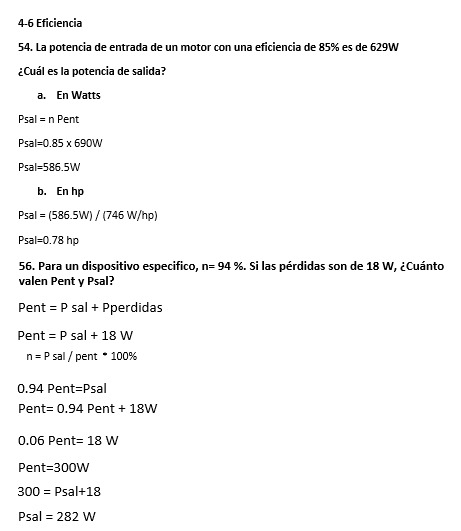 4-6 Eficiencia
54. La potencia de entrada de un motor con una eficiencia de 85% es de 629W
¿Cuál es la potencia de salida?
a. En Watts
Psal = n Pent
Psal=0.85 x 690W
Psal=586.5W
b. En hp
Psal = (586.5W) / (746 W/hp)
Psal=0.78 hp
56. Para un dispositivo especifico, n= 94 %. Si las pérdidas son de 18 W, ¿Cuánto
valen Pent y Psal?
Pent = P sal + Pperdidas
Pent = P sal + 18 W
n = P sal / pent * 100%
0.94 Pent=Psal
Pent= 0.94 Pent + 18W
0.06 Pent= 18 W
Pent=300W
300 = Psal+18
Psal = 282 W